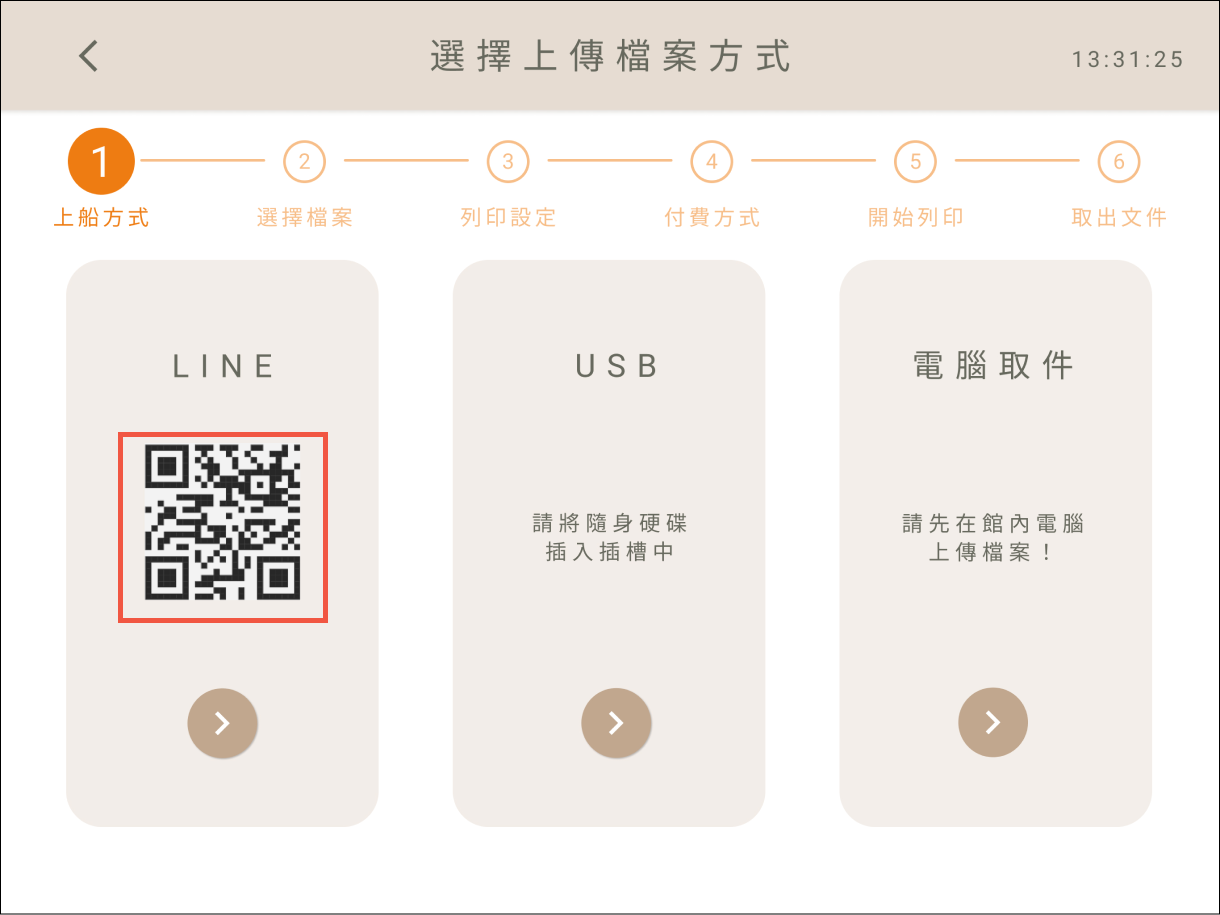 選擇上傳檔案方式
13:31:25
1
2
3
4
5
6
上船方式
選擇檔案
列印設定
付費方式
開始列印
取出文件
LINE
USB
請將隨身硬碟
插入插槽中
電腦取件
請先在館內電腦
上傳檔案！